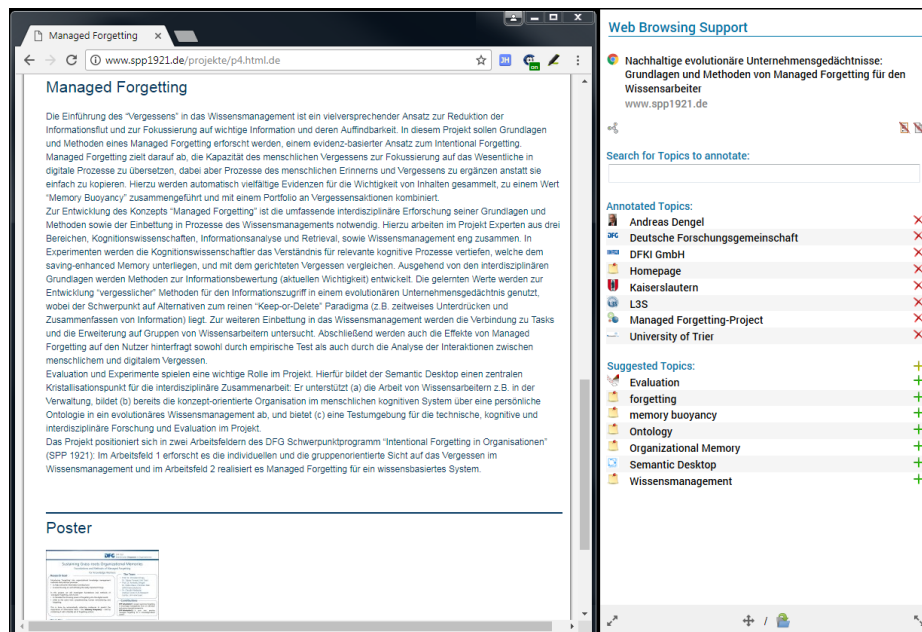 Managed Forgetting
www.spp1921.de/projekte/p4.html.de
JH
on
Managed Forgetting
Die Einführung des "Vergessens" in das Wissensmanagement ist ein vielversprechender Ansatz zur Reduktion der
Informationsflut und zur Fokussierung auf wichtige Information und deren Auffindbarkeit. In diesem Projekt sollen Grundlagen
und Methoden eines Managed Forgetting erforscht werden, einem evidenz-basierter Ansatz zum Intentional Forgetting.
Managed Forgetting zielt darauf ab, die Kapazität des menschlichen Vergessens zur Fokussierung auf das Wesentliche in
digitale Prozesse zu übersetzen, dabei aber Prozesse des menschlichen Erinnerns und Vergessens zu ergänzen anstatt sie
einfach zu kopieren. Hierzu werden automatisch vielfältige Evidenzen für die Wichtigkeit von Inhalten gesammelt, zu einem Wert
"Memory Buoyancy" zusammengeführt und mit einem Portfolio an Vergessensaktionen kombiniert.
Zur Entwicklung des Konzepts "Managed Forgetting" ist die umfassende interdisziplinäre Erforschung seiner Grundlagen und
Methoden sowie der Einbettung in Prozesse des Wissensmanagements notwendig. Hierzu arbeiten im Projekt Experten aus drei
Bereichen, Kognitionswissenschaften, Informationsanalyse und Retrieval, sowie Wissensmanagement eng zusammen. In
Experimenten werden die Kognitionswissenschaftler das Verständnis für relevante kognitive Prozesse vertiefen, welche dem
saving-enhanced Memory unterliegen, und mit dem gerichteten Vergessen vergleichen. Ausgehend von den interdisziplinären
Grundlagen werden Methoden zur Informationsbewertung (aktuellen Wichtigkeit) entwickelt. Die gelernten Werte werden zur
Entwicklung "vergesslicher" Methoden für den Informationszugriff in einem evolutionären Unternehmensgedächtnis genutzt,
wobei der Schwerpunkt auf Alternativen zum reinen "Keep-or-Delete" Paradigma (z.B. zeitweises Unterdrücken und
Zusammenfassen von Information) liegt. Zur weiteren Einbettung in das Wissensmanagement werden die Verbindung zu Tasks
und die Erweiterung auf Gruppen von Wissensarbeitern untersucht. Abschließend werden auch die Effekte von Managed
Forgetting auf den Nutzer hinterfragt sowohl durch empirische Test als auch durch die Analyse der Interaktionen zwischen
menschlichem und digitalem Vergessen.
Evaluation und Experimente spielen eine wichtige Rolle im Projekt. Hierfür bildet der Semantic Desktop einen zentralen
Kristallisationspunkt für die interdisziplinäre Zusammenarbeit: Er unterstützt (a) die Arbeit von Wissensarbeitern z.B. in der
Verwaltung, bildet (b) bereits die konzept-orientierte Organisation im menschlichen kognitiven System über eine persönliche
Ontologie in ein evolutionäres Wissensmanagement ab, und bietet (c) eine Testumgebung für die technische, kognitive und
interdisziplinäre Forschung und Evaluation im Projekt.
Das Projekt positioniert sich in zwei Arbeitsfeldern des DFG Schwerpunktprogramm "Intentional Forgetting in Organisationen"
(SPP 1921): Im Arbeitsfeld 1 erforscht es die individuellen und die gruppenorientierte Sicht auf das Vergessen im
Wissensmanagement und im Arbeitsfeld 2 realisiert es Managed Forgetting für ein wissensbasiertes System.
Poster
DFG
Web Browsing Support
Nachhaltige evolutionäre Unternehmensgedächtnisse:
Grundlagen und Methoden von Managed Forgetting für den
Wissensarbeiter
www.spp1921.de
Search for Topics to annotate:
Annotated Topics:
Andreas Dengel
DFG Deutsche Forschungsgemeinschaft
DFKI GmbH
Homepage
Kaiserslautern
L3S
Managed Forgetting-Project
University of Trier
Suggested Topics:
Evaluation
forgetting
memory buoyancy
Ontology
Organizational Memory
Semantic Desktop
Wissensmanagement
/